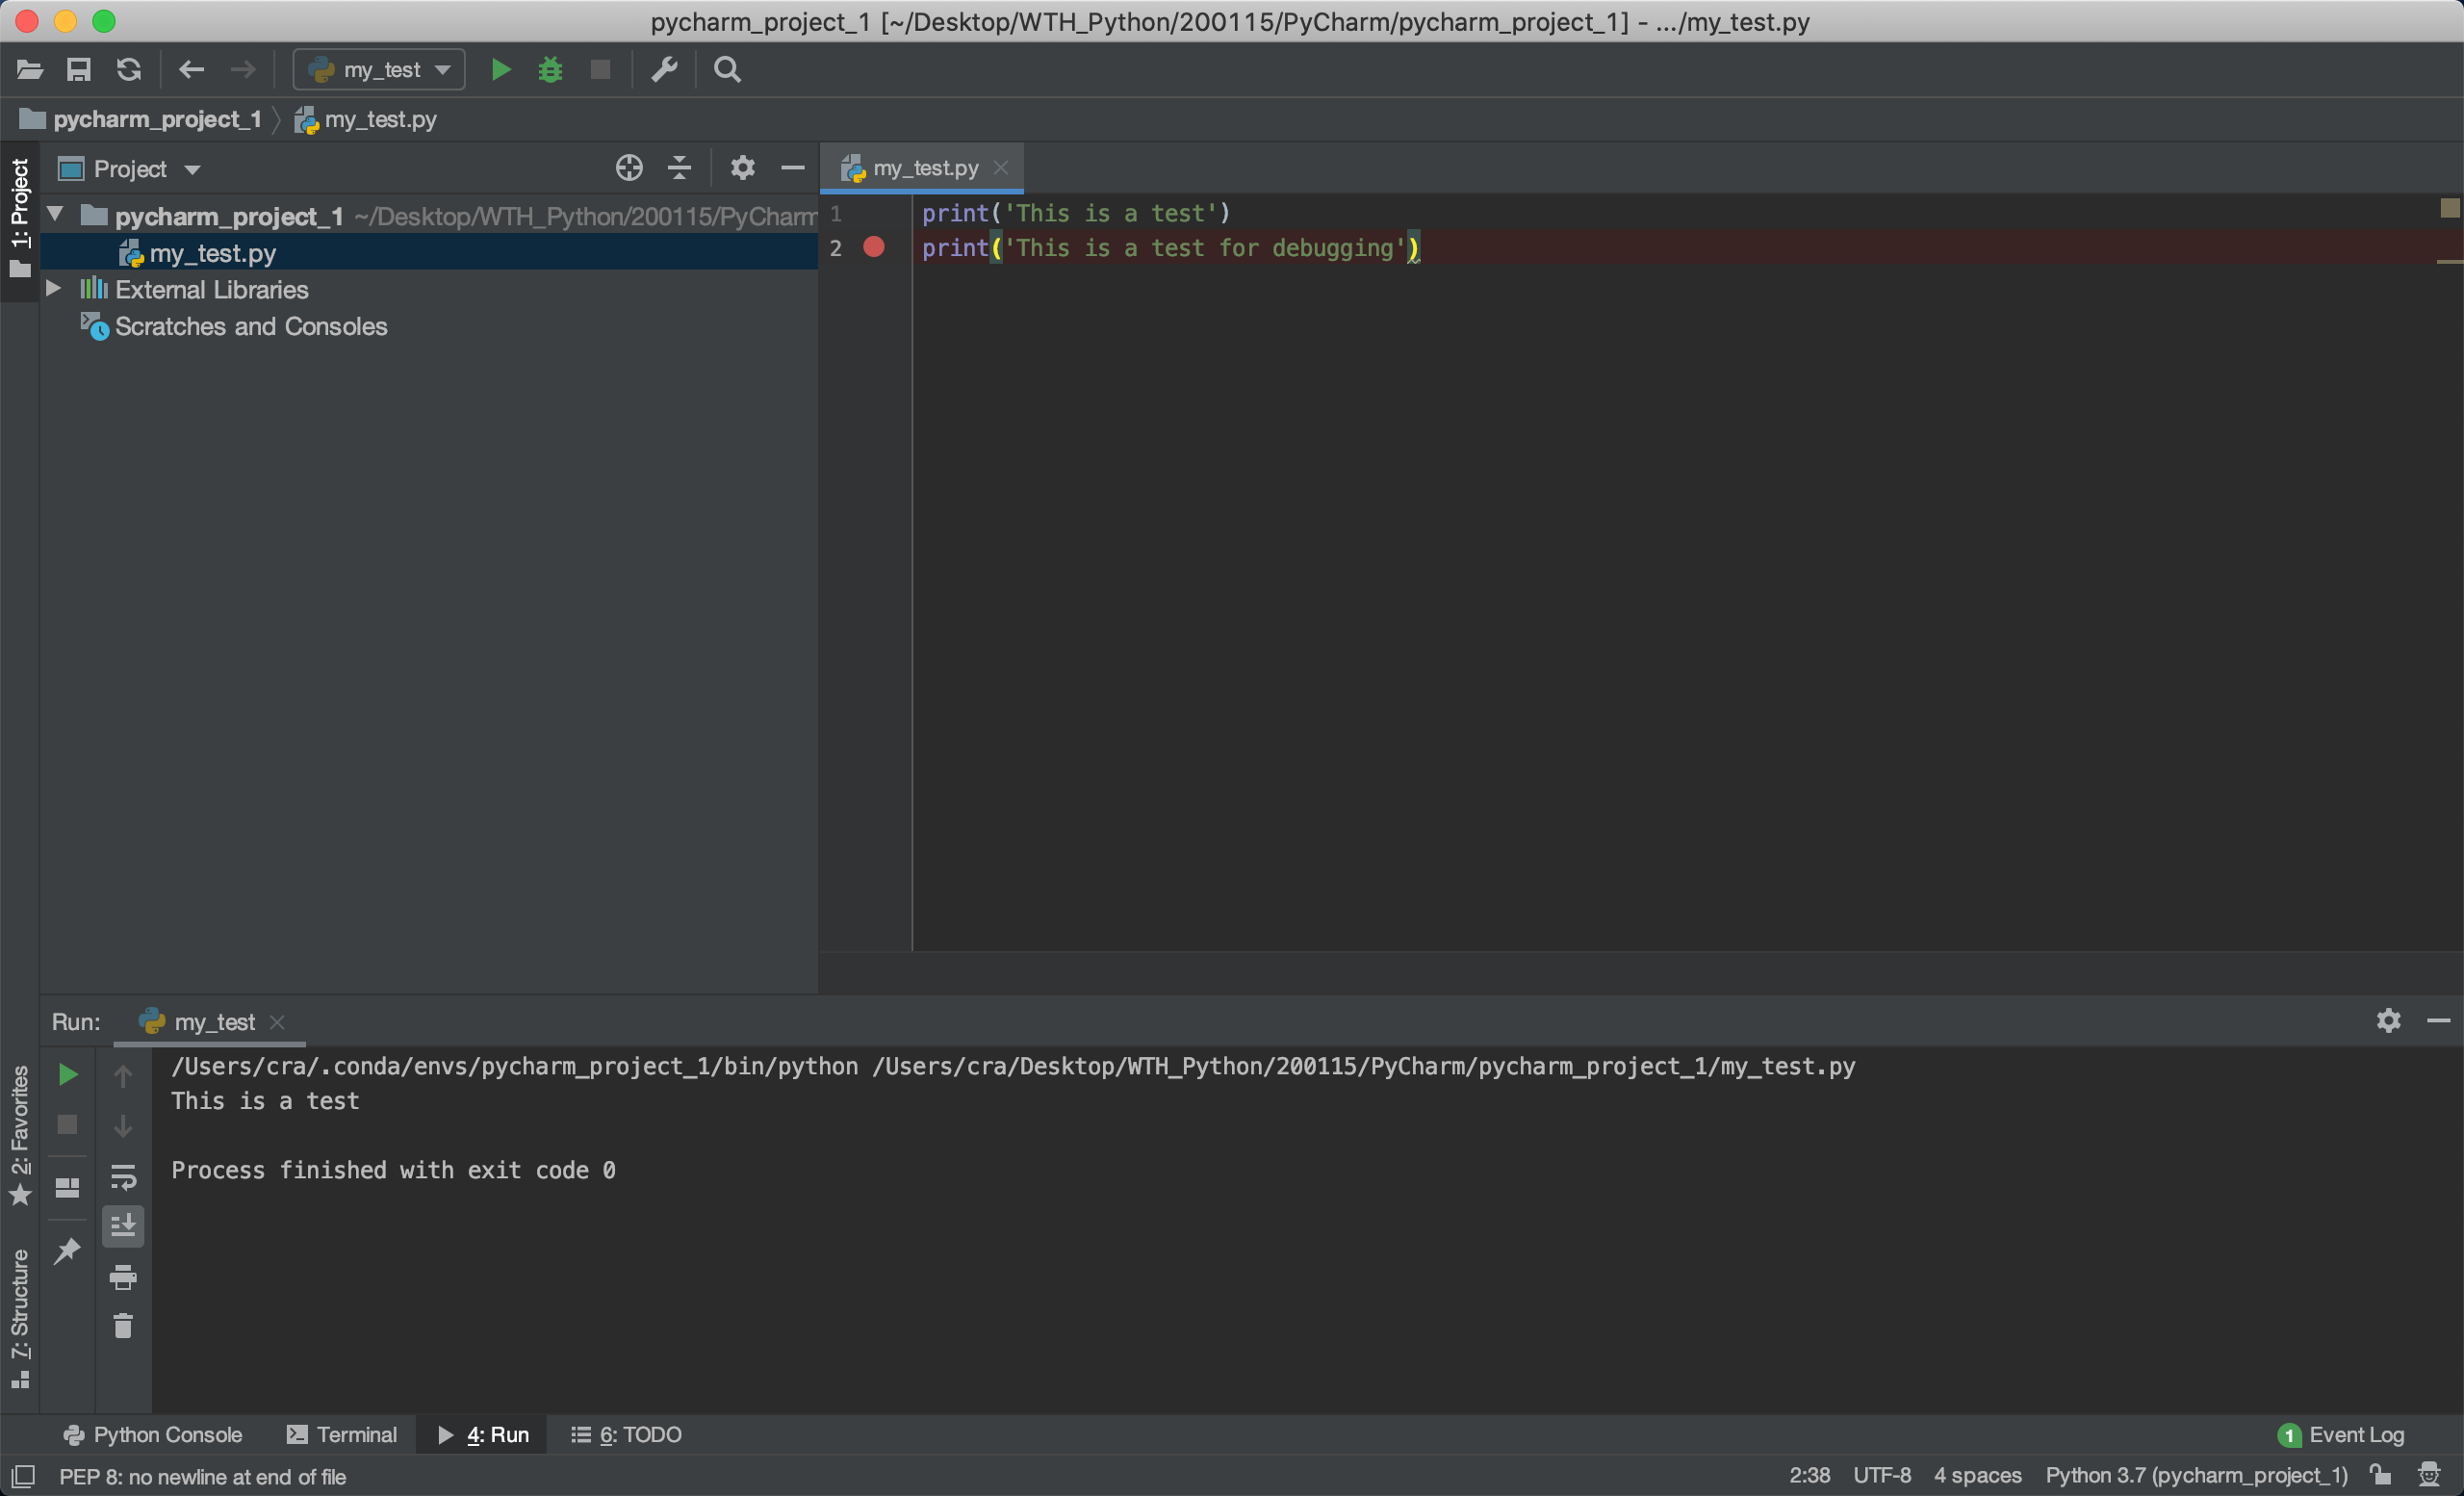 pycharm_project_1 [~/Desktop/WTH_Python/200115/PyCharm/pycharm_project_1] - .../my_test.py
my_test
pycharm_project_1 my_test.py
1: Project
Project
my_test.py
pycharm_project_1 ~/Desktop/WTH_Python/200115/PyCharm
my_test.py
External Libraries
Scratches and Consoles
1 print('This is a test')
2 print('This is a test for debugging')
Run: my_test
/Users/cra/.conda/envs/pycharm_project_1/bin/python /Users/cra/Desktop/WTH_Python/200115/PyCharm/pycharm_project_1/my_test.py
This is a test
Process finished with exit code 0
2: Favorites
7: Structure
Python Console Terminal 4: Run 6: TODO 1 Event Log
PEP 8: no newline at end of file 2:38 UTF-8 4 spaces Python 3.7 (pycharm_project_1)